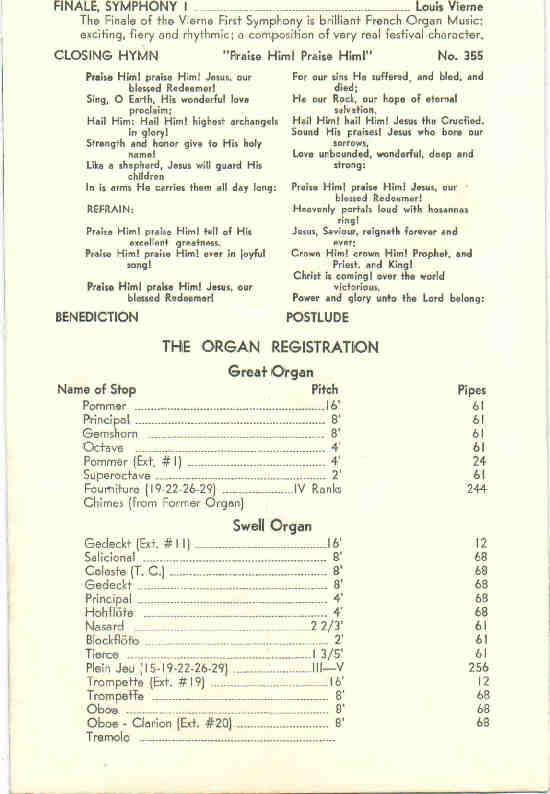 FINALE, SYMPHONY I ........ Louis Vierne
The Finale of the Vierne First Symphony is brilliant French Organ Music;
exciting, fiery and rhythmic; a composition of very real festival character.
CLOSING HYMN "Praise Him! Praise Him!" No. 355
Praise Him! praise Him! Jesus, our
blessed Redeemer!
Sing, O Earth, His wonderful love
proclaim;
Hail Him: Hail Him! highest archangels
in glory!
Strength and honor give to His holy
name!
Like a shepherd, Jesus will guard His
children
In is arms He carries them all day long:
REFRAIN:
Praise Him! praise Him! tell of His
excellent greatness.
Praise Him! praise Him! ever in joyful
song!
Praise Him! praise Him! Jesus, our
blessed Redeemer!
For our sins He suffered, and bled, and
died;
He our Rock, our hope of eternal
salvation,
Hail Him! hail Him! Jesus the Crucfied.
Sound His praises! Jesus who bore our
sorrows,
Love unbounded, wonderful, deep and
strong:
Praise Him! praise Him! Jesus, our
blessed Redeemer!
Heavenly portals loud with hosannas
ring!
Jesus, Saviour, reigneth forever and
ever;
Crown Him! crown Him! Prophet, and
Priest, and King!
Christ is coming! over the world
victorious,
Power and glory unto the Lord belong:
BENEDICTION POSTLUDE
THE ORGAN REGISTRATION
Great Organ
Name of Stop Pitch Pipes
Pommer ........ 16' 61
Principal ........ 8' 61
Gemshorn ........ 8' 61
Octave ........ 4' 61
Pommer (Ext. #1) ........ 4' 24
Superoctave ........ 2' 61
Fourniture (19-22-26-29) ........ IV Ranks 244
Chimes (from Former Organ)
Swell Organ
Gedeckt (Ext. #11) ........ 16' 12
Salicional ........ 8' 68
Celeste (T. C.) ........ 8' 68
Gedeckt ........ 8' 68
Principal ........ 4' 68
Hohflöte ........ 4' 68
Nasard ........ 2 2/3' 61
Blockflöte ........ 2' 61
Tierce ........ 1 3/5' 61
Plein Jeu (15-19-22-26-29) ........ III—V 256
Trompette (Ext. #19) ........ 16' 12
Trompette ........ 8' 68
Oboe ........ 8' 68
Oboe - Clarion (Ext. #20) ........ 8' 68
Tremolo ........